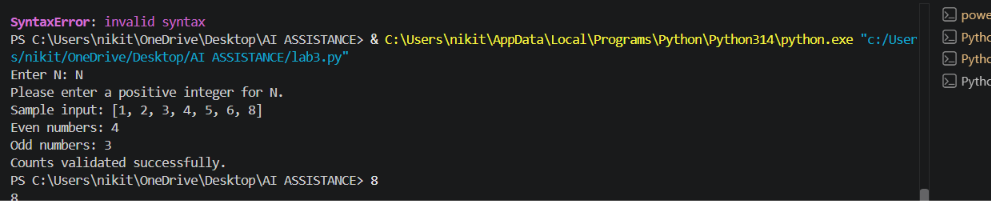 SyntaxError: invalid syntax
PS C:\Users\nikit\OneDrive\Desktop\AI ASSISTANCE> & C:\Users\nikit\AppData\Local\Programs\Python\Python314\python.exe "c:/User
s/nikit/OneDrive/Desktop/AI ASSISTANCE/lab3.py"
Enter N: N
Please enter a positive integer for N.
Sample input: [1, 2, 3, 4, 5, 6, 8]
Even numbers: 4
Odd numbers: 3
Counts validated successfully.
PS C:\Users\nikit\OneDrive\Desktop\AI ASSISTANCE> 8
8
powe
Pytho
Pytho
Pytho